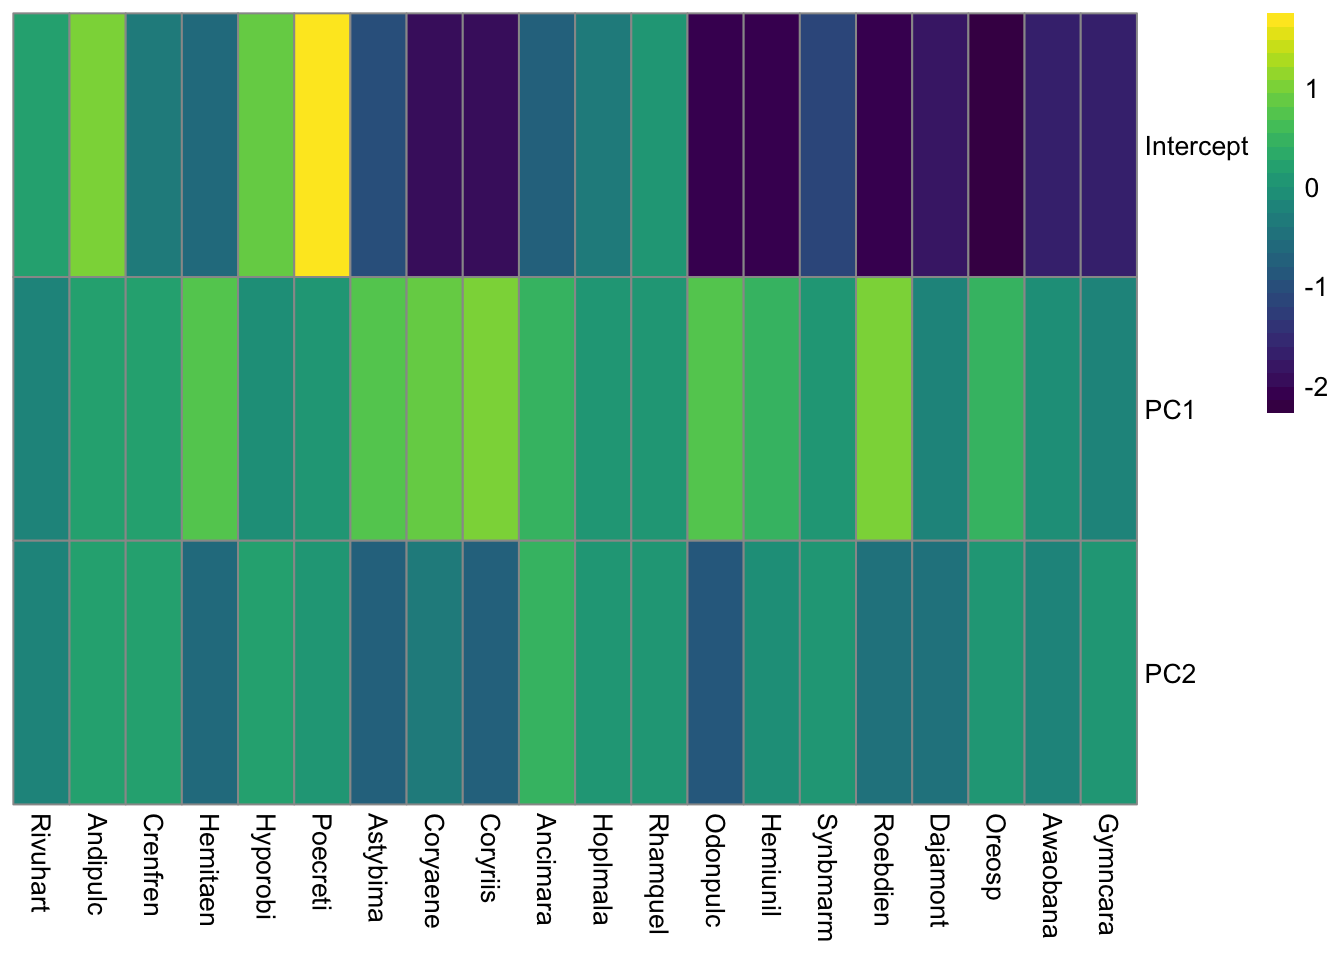 1
Intercept
0
-1
-2
PC1
PC2
Rivuhart
Andipulc
Crenfren
Hemitaen
Hyporobi
Poecreti
Astybima
Coryaene
Coryriis
Ancimara
Hoplmala
Rhamquel
Odonpulc
Hemiunil
Synbmarm
Roebdien
Dajamont
Oreosp
Awaobana
Gymncara